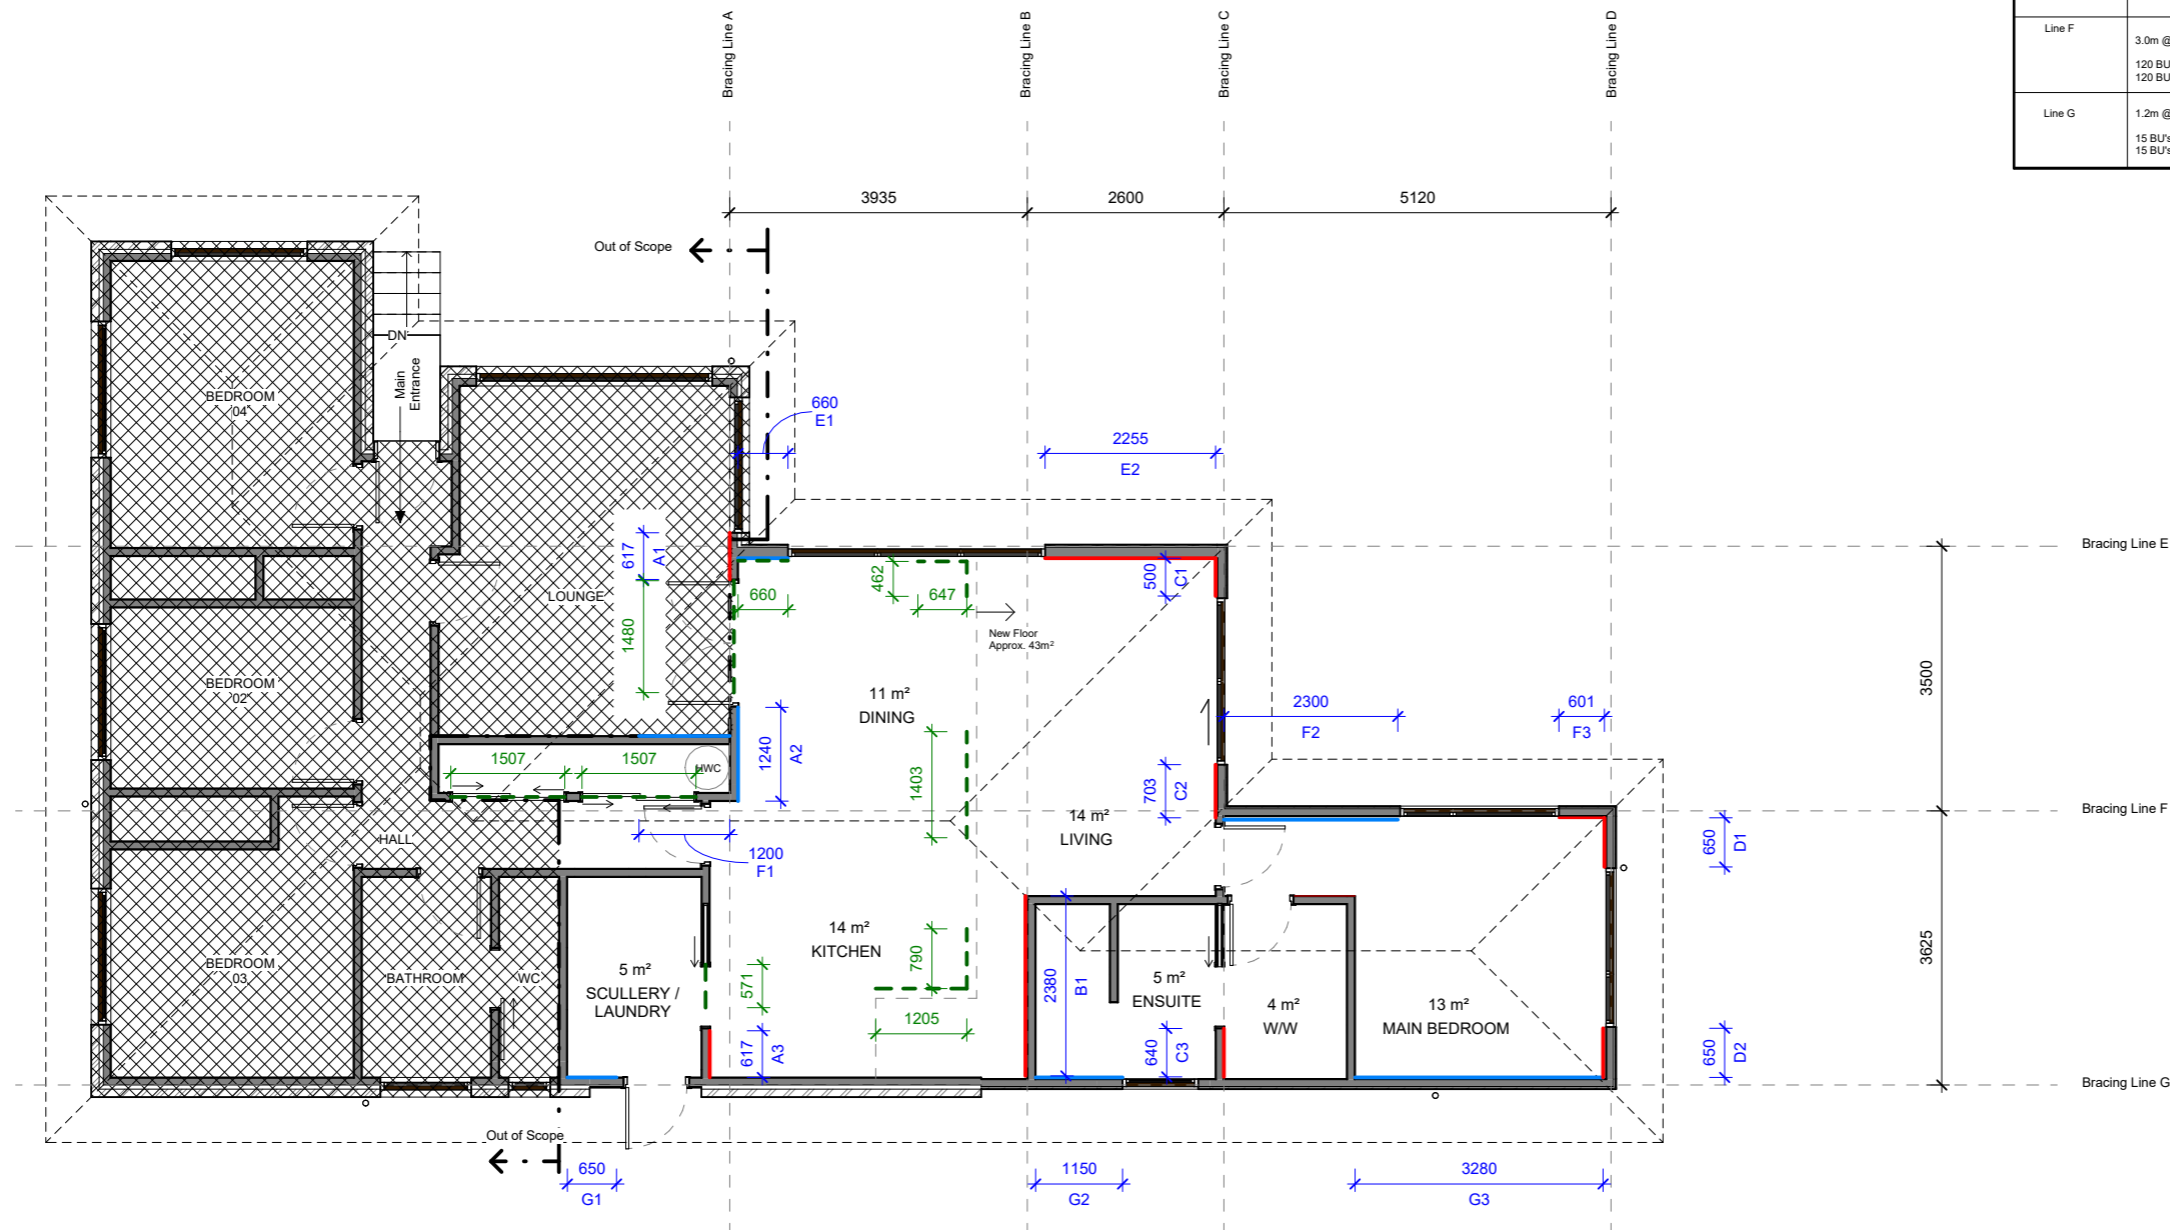 Bracing Line A
Bracing Line B
Bracing Line C
Bracing Line D
Line F
3.0m @
120 BU
120 BU
Line G
1.2m @
15 BU's
15 BU's
3935
2600
5120
Out of Scope
DN
Main
Entrance
BEDROOM
04
660
E1
2255
E2
Bracing Line E
617
A1
LOUNGE
1480
660
462
647
500
C1
New Floor
Approx. 43m²
3500
BEDROOM
02
11 m²
DINING
2300
F2
601
F3
1507
1507
HWC
1240
A2
1403
703
C2
Bracing Line F
14 m²
LIVING
HALL
1200
F1
650
D1
14 m²
KITCHEN
3625
BEDROOM
03
BATHROOM
WC
5 m²
SCULLERY /
LAUNDRY
571
790
2380
B1
5 m²
ENSUITE
4 m²
W/W
13 m²
MAIN BEDROOM
1205
617
A3
640
C3
650
D2
Bracing Line G
Out of Scope
650
G1
1150
G2
3280
G3